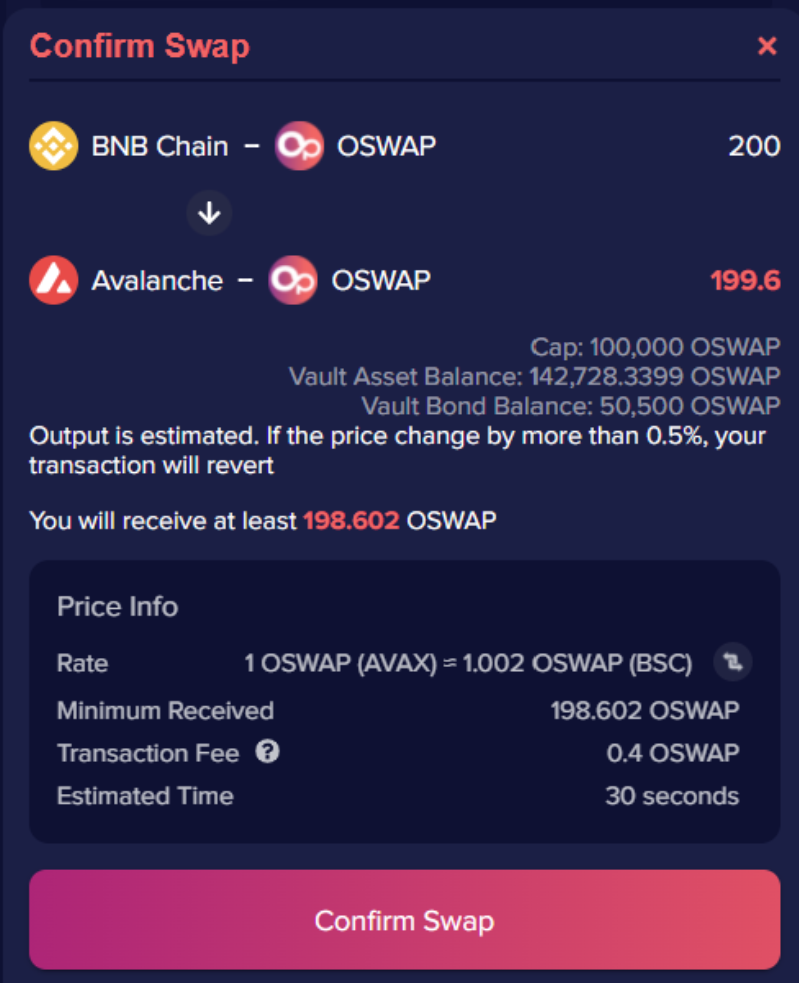 Confirm Swap ×
BNB Chain - Op OSWAP 200
Avalanche - Op OSWAP 199.6
Cap: 100,000 OSWAP
Vault Asset Balance: 142,728.3399 OSWAP
Vault Bond Balance: 50,500 OSWAP
Output is estimated. If the price change by more than 0.5%, your
transaction will revert
You will receive at least 198.602 OSWAP
Price Info
Rate 1 OSWAP (AVAX) ≈ 1.002 OSWAP (BSC)
Minimum Received 198.602 OSWAP
Transaction Fee ? 0.4 OSWAP
Estimated Time 30 seconds
Confirm Swap